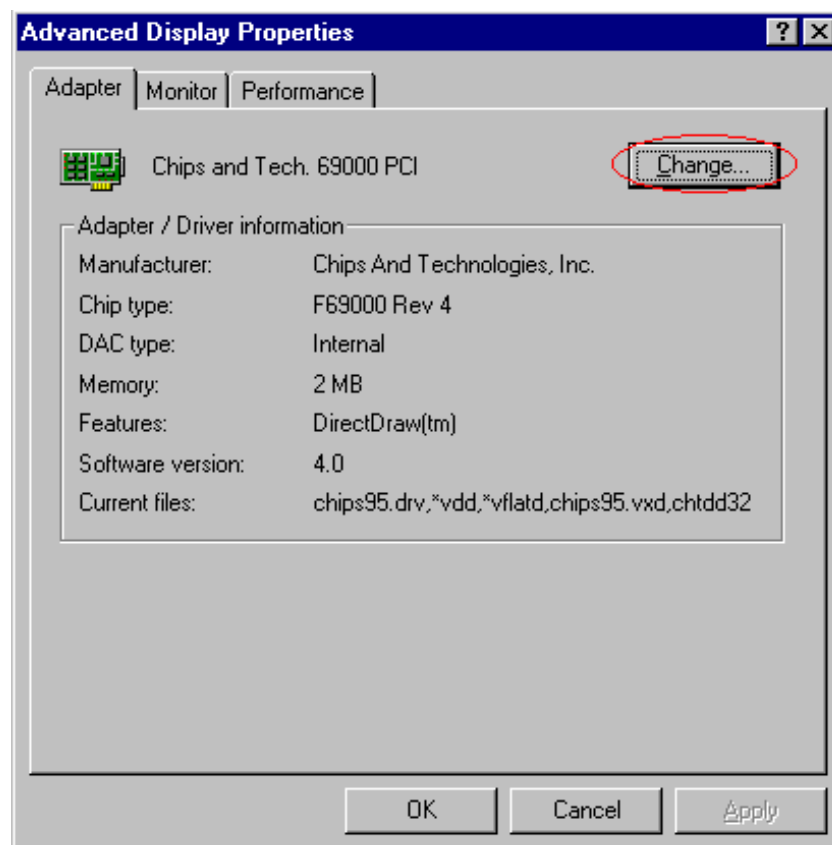 Advanced Display Properties
Adapter Monitor Performance
Chips and Tech. 69000 PCI Change...
Adapter / Driver information
Manufacturer: Chips And Technologies, Inc.
Chip type: F69000 Rev 4
DAC type: Internal
Memory: 2 MB
Features: DirectDraw(tm)
Software version: 4.0
Current files: chips95.drv,*vdd,*vflatd,chips95.vxd,chtdd32
OK Cancel Apply